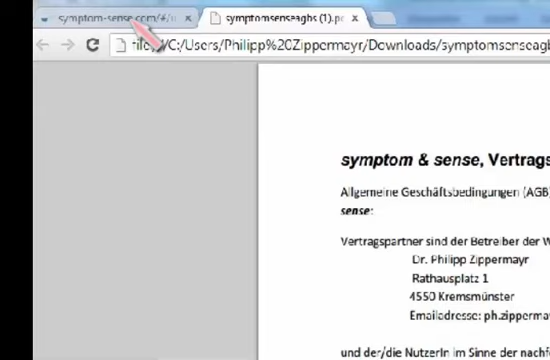 symptom-sense.com/#/
symptomsenseaghs (1).p
file:///C:/Users/Philipp%20Zippermayr/Downloads/symptomsenseagb
symptom & sense, Vertrags
Allgemeine Geschäftsbedingungen (AGB
sense:
Vertragspartner sind der Betreiber der W
Dr. Philipp Zippermayr
Rathausplatz 1
4550 Kremsmünster
Emailadresse: ph.zipperma
und der/die NutzerIn im Sinne der nachf